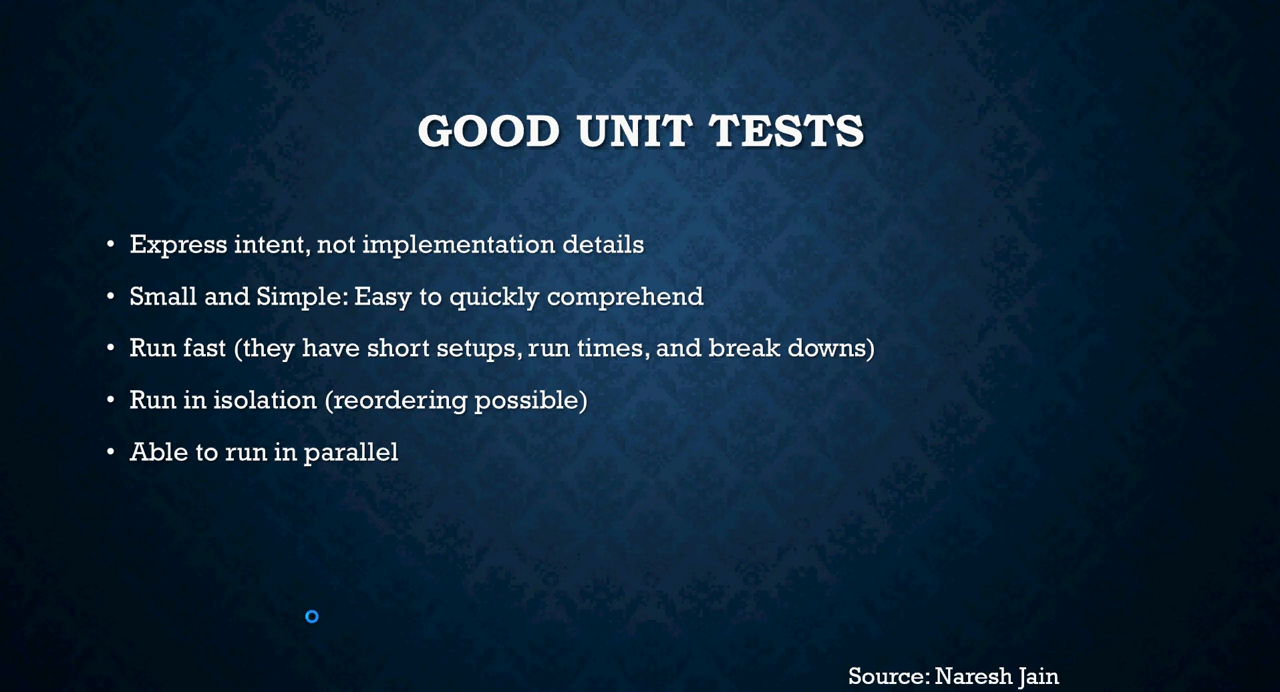 GOOD UNIT TESTS
• Express intent, not implementation details
• Small and Simple: Easy to quickly comprehend
• Run fast (they have short setups, run times, and break downs)
• Run in isolation (reordering possible)
• Able to run in parallel
Source: Naresh Jain